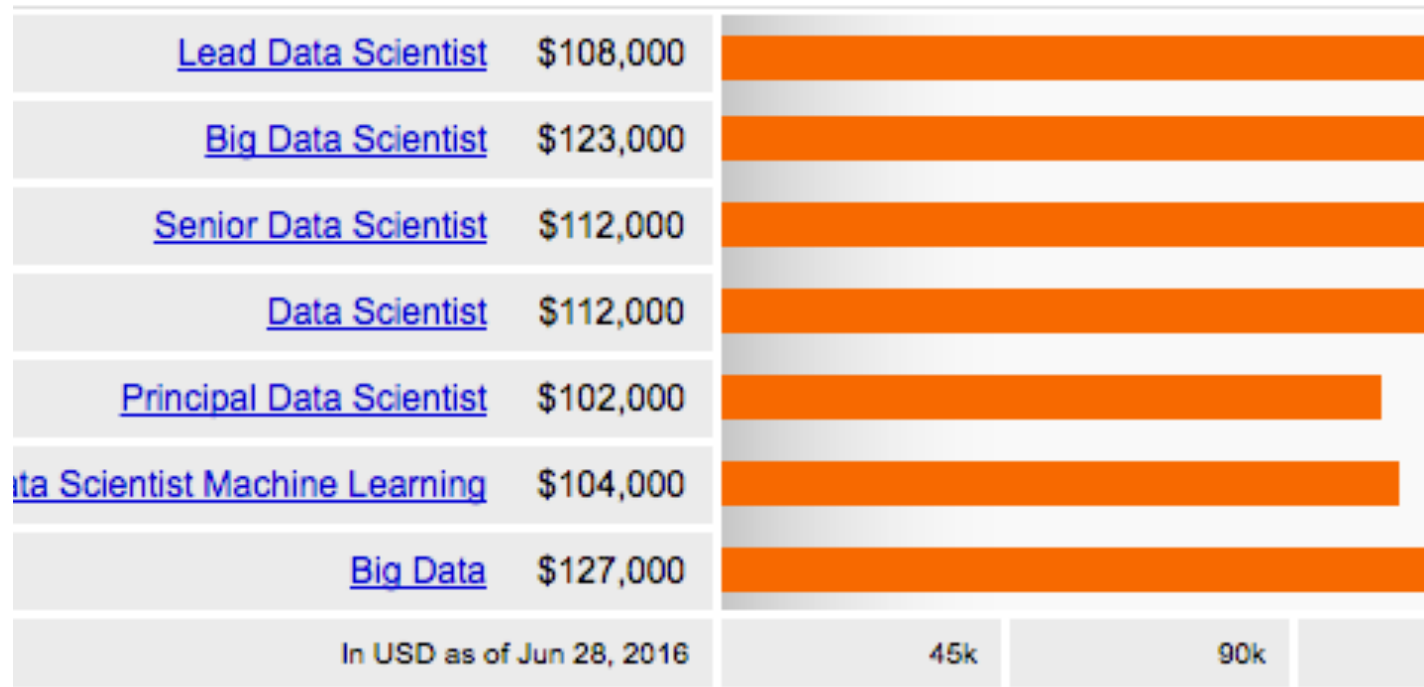 Lead Data Scientist $108,000
Big Data Scientist $123,000
Senior Data Scientist $112,000
Data Scientist $112,000
Principal Data Scientist $102,000
Scientist Machine Learning $104,000
Big Data $127,000
In USD as of Jun 28, 2016 45k 90k